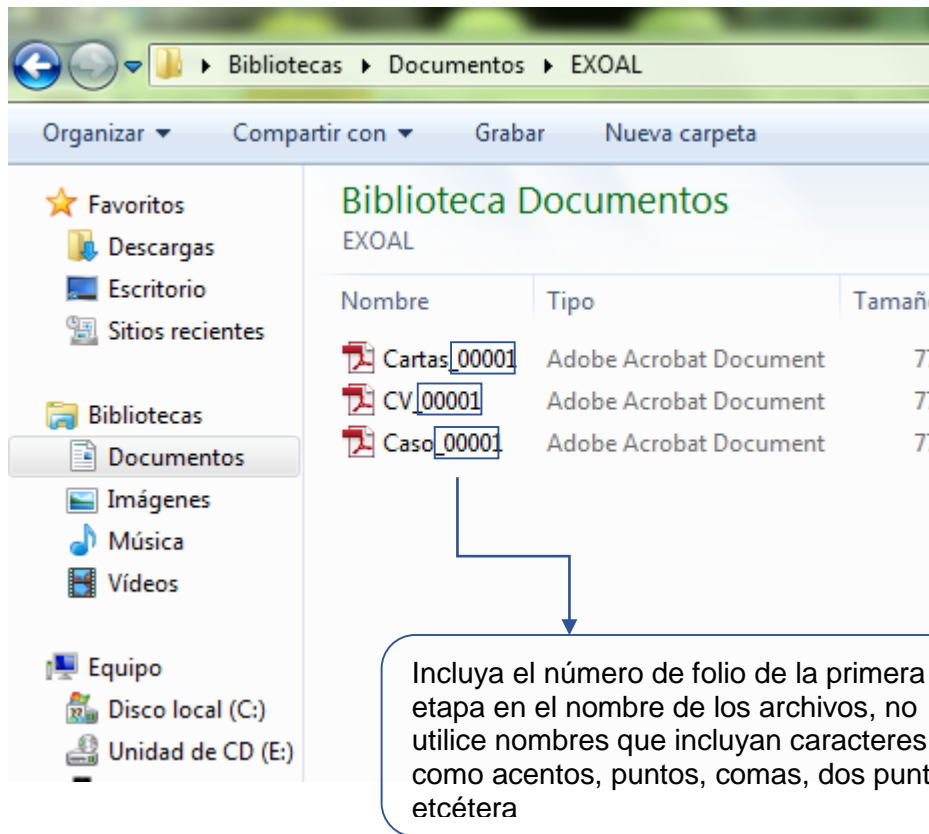 Bibliotecas ▸ Documentos ▸ EXOAL
Organizar Compartir con Grabar Nueva carpeta
Favoritos
Descargas
Escritorio
Sitios recientes
Bibliotecas
Documentos
Imágenes
Música
Vídeos
Equipo
Disco local (C:)
Unidad de CD (E:)
Biblioteca Documentos
EXOAL
Nombre Tipo
Cartas_00001 Adobe Acrobat Document
CV_00001 Adobe Acrobat Document
Caso_00001 Adobe Acrobat Document
Incluya el número de folio de la primera
etapa en el nombre de los archivos, no
utilice nombres que incluyan caracteres
como acentos, puntos, comas, dos punt
etcétera